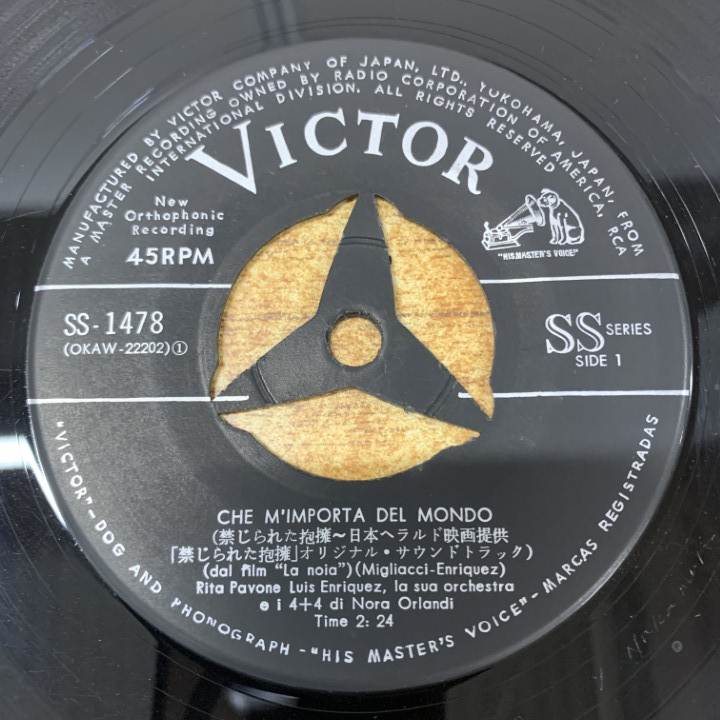 MANUFACTURED BY VICTOR COMPANY OF JAPAN, LTD., YOKOHAMA, JAPAN, FROM
A MASTER RECORDING OWNED BY RADIO CORPORATION OF AMERICA, RCA
INTERNATIONAL DIVISION. ALL RIGHTS RESERVED
VICTOR
New
Orthophonic
Recording
45RPM
"HIS MASTER'S VOICE"
SS-1478
(OKAW-22202)①
SS SERIES
SIDE 1
CHE M'IMPORTA DEL MONDO
(禁じられた抱擁～日本ヘラルド映画提供
「禁じられた抱擁」オリジナル・サウンドトラック)
(dal film "La noia")(Migliacci-Enriquez)
Rita Pavone Luis Enriquez, la sua orchestra
e i 4+4 di Nora Orlandi
Time 2: 24
"VICTOR"-DOG AND PHONOGRAPH-"HIS MASTER'S VOICE"-MARCAS REGISTRADAS